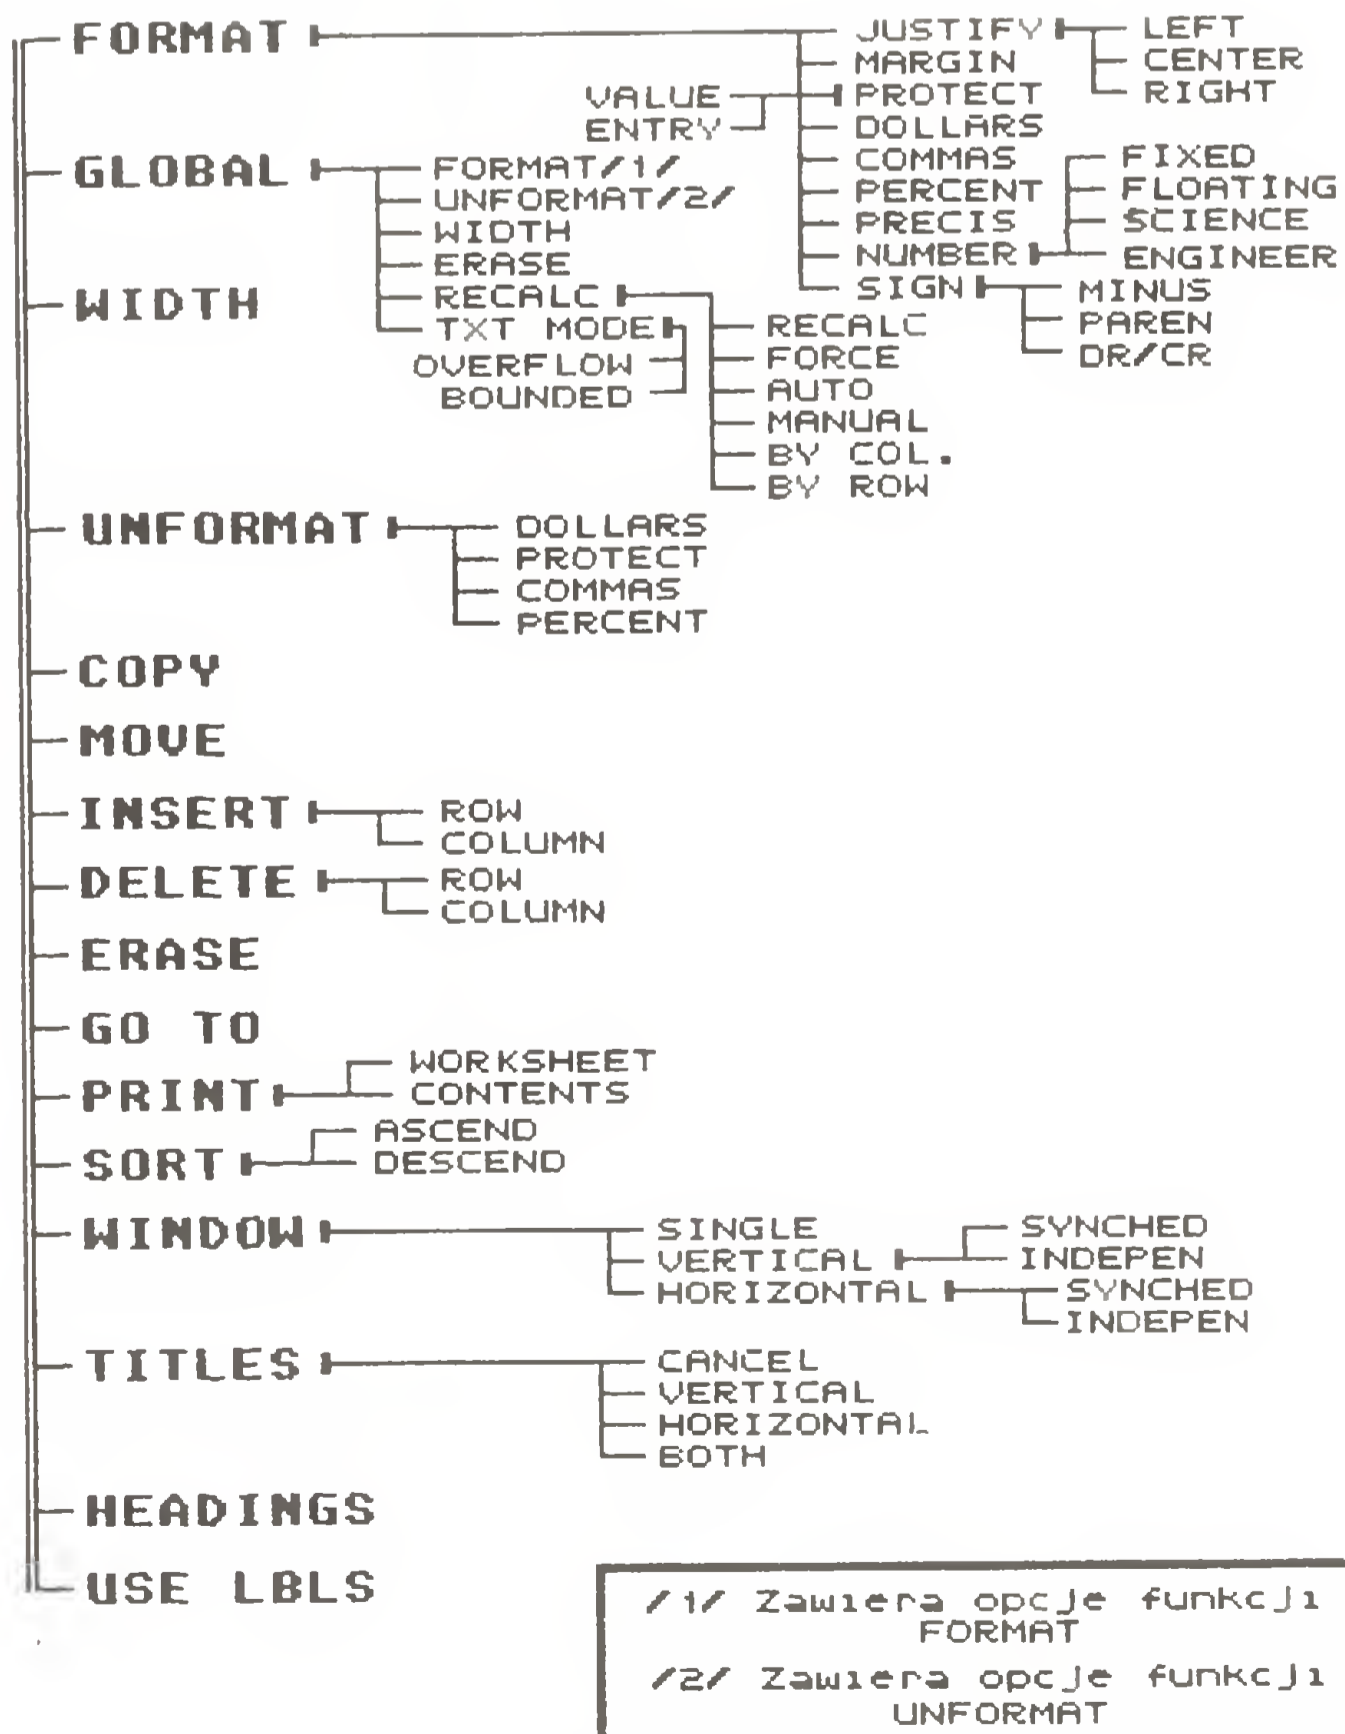 FORMAT JUSTIFY LEFT
MARGIN CENTER
VALUE PROTECT RIGHT
ENTRY DOLLARS
GLOBAL FORMAT/1/ COMMAS FIXED
UNFORMAT/2/ PERCENT FLOATING
WIDTH PRECIS SCIENCE
ERASE NUMBER ENGINEER
WIDTH RECALC SIGN MINUS
TXT MODE RECALC PAREN
OVERFLOW FORCE DR/CR
BOUNDED AUTO
MANUAL
BY COL.
BY ROW
UNFORMAT DOLLARS
PROTECT
COMMAS
PERCENT
COPY
MOVE
INSERT ROW
COLUMN
DELETE ROW
COLUMN
ERASE
GO TO
WORKSHEET
PRINT CONTENTS
ASCEND
SORT DESCEND
WINDOW SINGLE SYNCHED
VERTICAL INDEPEN
HORIZONTAL SYNCHED
INDEPEN
TITLES CANCEL
VERTICAL
HORIZONTAL
BOTH
HEADINGS
USE LBLS
/1/ Zawiera opcje funkcji
FORMAT
/2/ Zawiera opcje funkcji
UNFORMAT